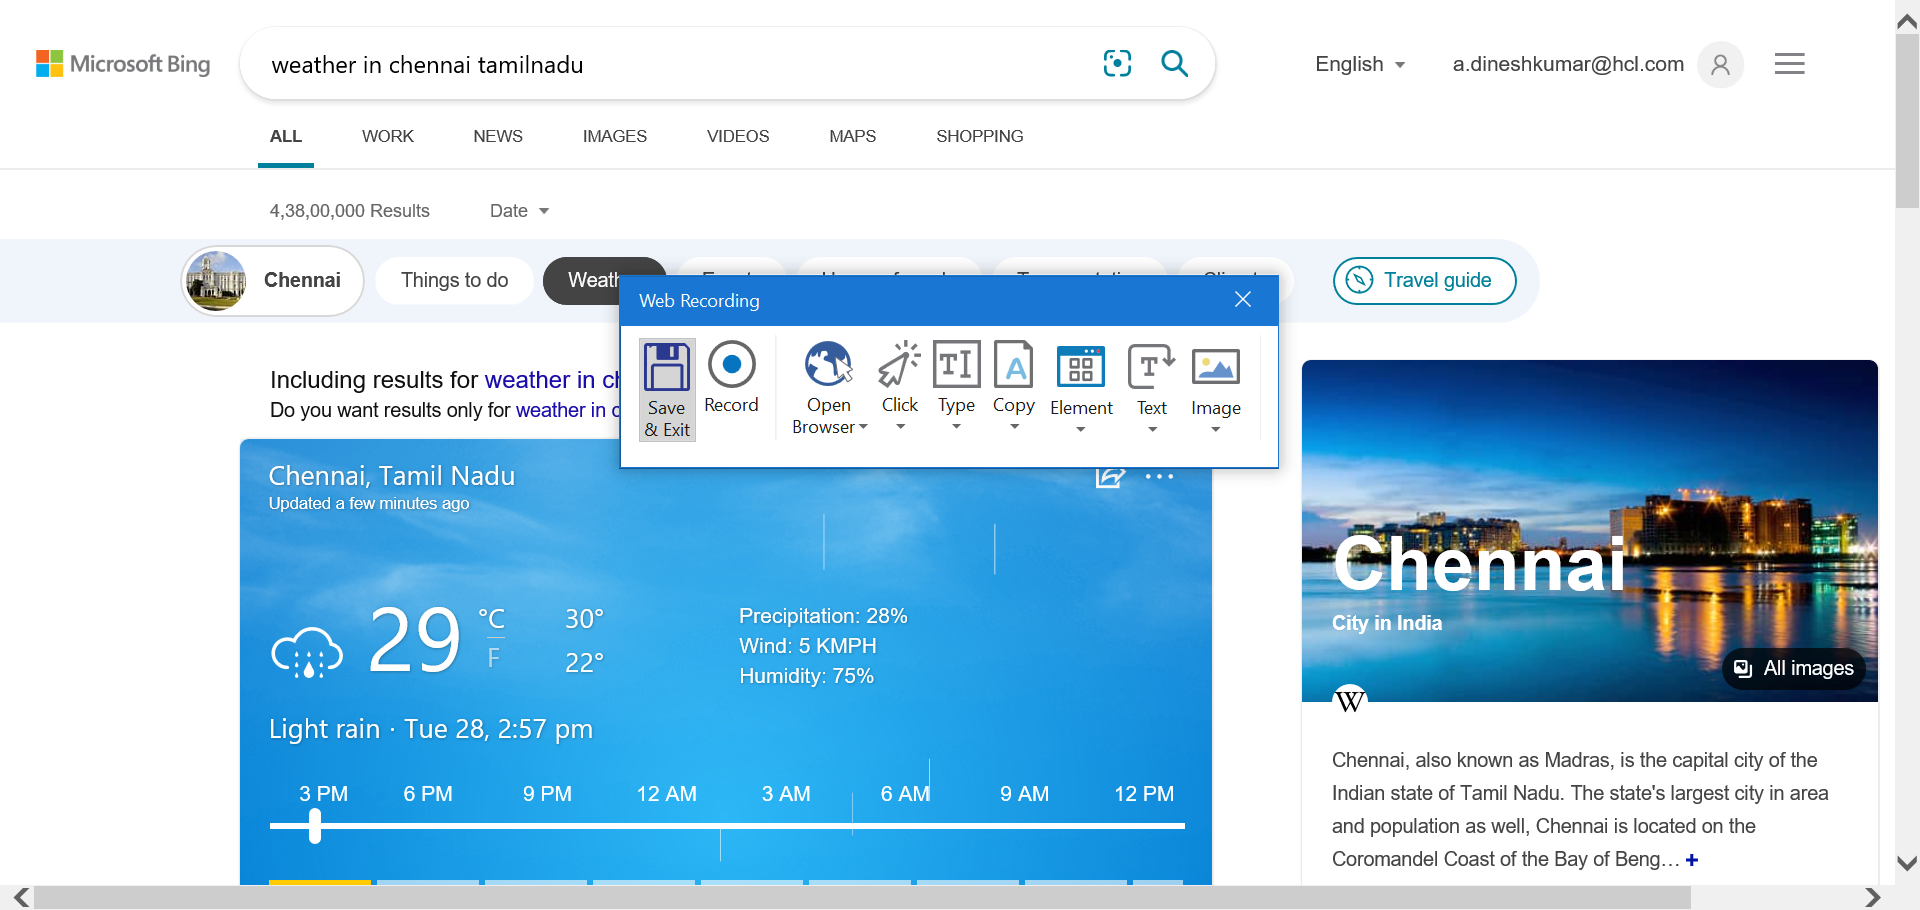 Microsoft Bing
weather in chennai tamilnadu
English
a.dineshkumar@hcl.com
ALL WORK NEWS IMAGES VIDEOS MAPS SHOPPING
4,38,00,000 Results Date
Chennai Things to do
Travel guide
Web Recording
Save & Exit
Record
Open Browser
Click
Type
Copy
Element
Text
Image
Including results for weather in
Do you want results only for weather in
Chennai, Tamil Nadu
Updated a few minutes ago
29 °C F
30°
22°
Precipitation: 28%
Wind: 5 KMPH
Humidity: 75%
Light rain · Tue 28, 2:57 pm
3 PM 6 PM 9 PM 12 AM 3 AM 6 AM 9 AM 12 PM
Chennai
City in India
All images
W
Chennai, also known as Madras, is the capital city of the
Indian state of Tamil Nadu. The state's largest city in area
and population as well, Chennai is located on the
Coromandel Coast of the Bay of Beng… +